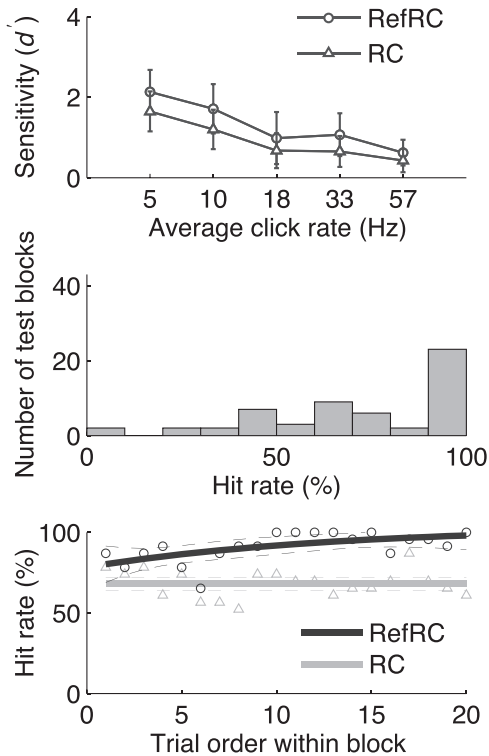 4
2
0
Sensitivity (d′)
RefRC
RC
5 10 18 33 57
Average click rate (Hz)
40
20
0
Number of test blocks
0 50 100
Hit rate (%)
100
50
0
Hit rate (%)
RefRC
RC
0 5 10 15 20
Trial order within block